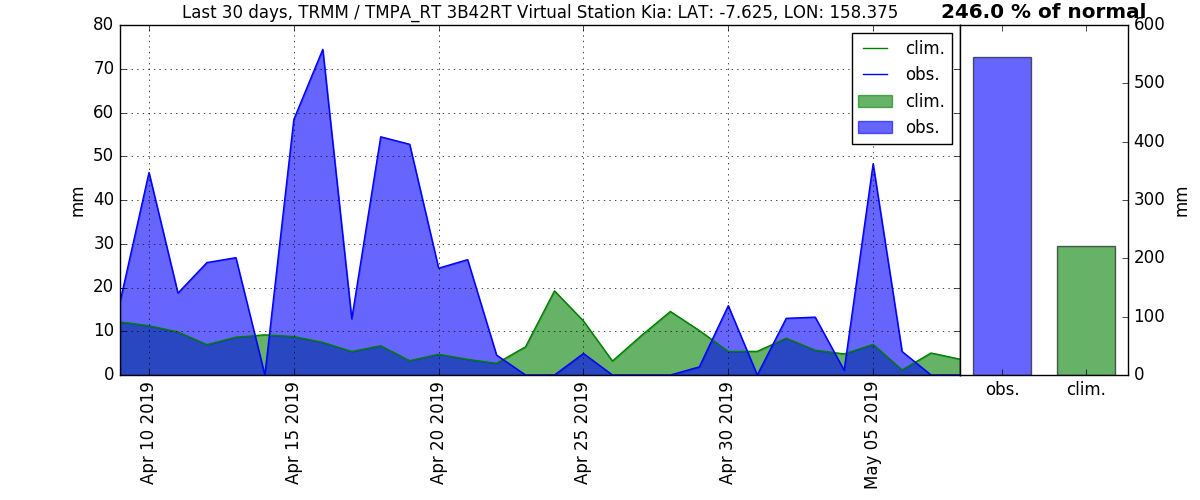 Last 30 days, TRMM / TMPA_RT 3B42RT Virtual Station Kia: LAT: -7.625, LON: 158.375
246.0 % of normal
80
70
60
50
40
30
20
10
0
mm
clim.
obs.
clim.
obs.
Apr 10 2019
Apr 15 2019
Apr 20 2019
Apr 25 2019
Apr 30 2019
May 05 2019
600
500
400
300
200
100
0
mm
obs.
clim.